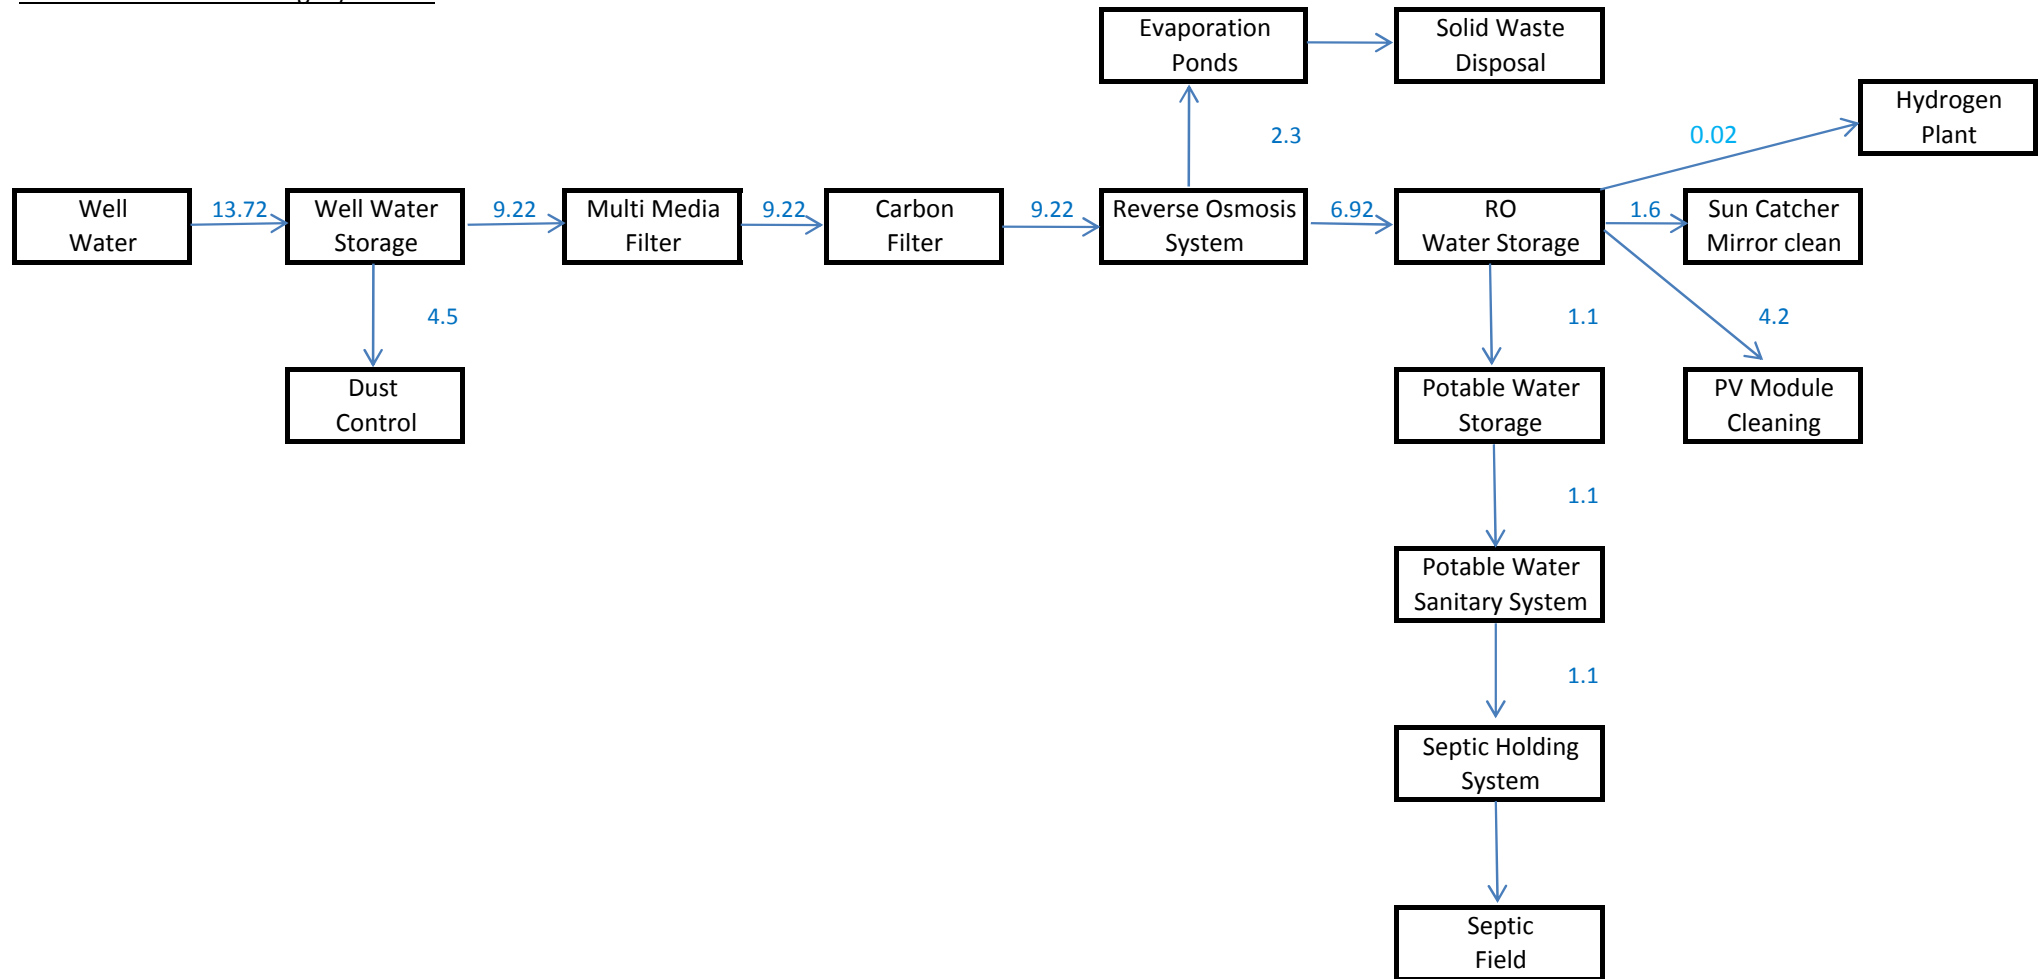 Evaporation
Ponds
Solid Waste
Disposal
Hydrogen
Plant
2.3
0.02
Well
Water
13.72
Well Water
Storage
9.22
Multi Media
Filter
9.22
Carbon
Filter
9.22
Reverse Osmosis
System
6.92
RO
Water Storage
1.6
Sun Catcher
Mirror clean
4.5
1.1
4.2
Dust
Control
Potable Water
Storage
PV Module
Cleaning
1.1
Potable Water
Sanitary System
1.1
Septic Holding
System
Septic
Field